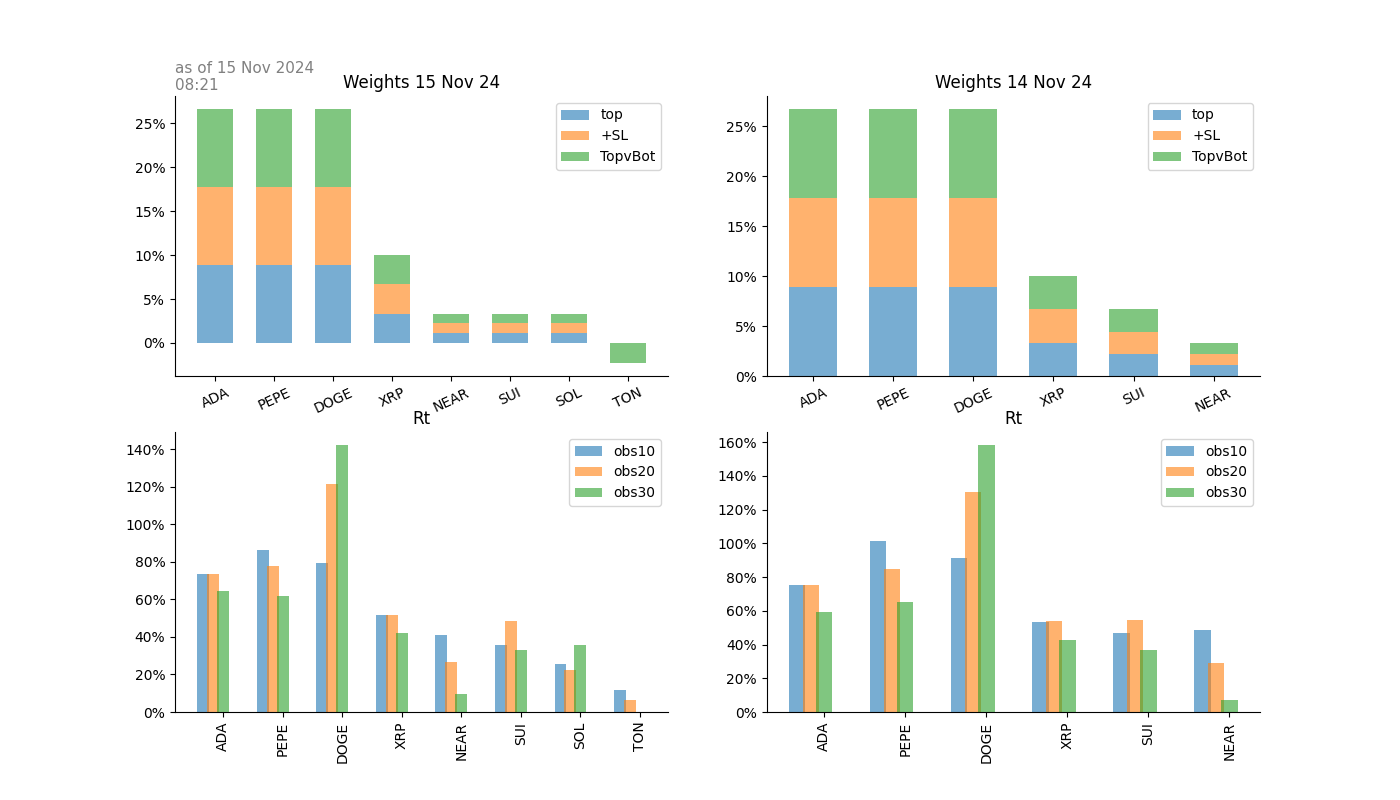 as of 15 Nov 2024
08:21
Weights 15 Nov 24
25%
20%
15%
10%
5%
0%
top
+SL
TopvBot
ADA
PEPE
DOGE
XRP
NEAR
SUI
SOL
TON
Weights 14 Nov 24
25%
20%
15%
10%
5%
0%
top
+SL
TopvBot
ADA
PEPE
DOGE
XRP
SUI
NEAR
Rt
140%
120%
100%
80%
60%
40%
20%
0%
obs10
obs20
obs30
ADA
PEPE
DOGE
XRP
NEAR
SUI
SOL
TON
Rt
160%
140%
120%
100%
80%
60%
40%
20%
0%
obs10
obs20
obs30
ADA
PEPE
DOGE
XRP
SUI
NEAR